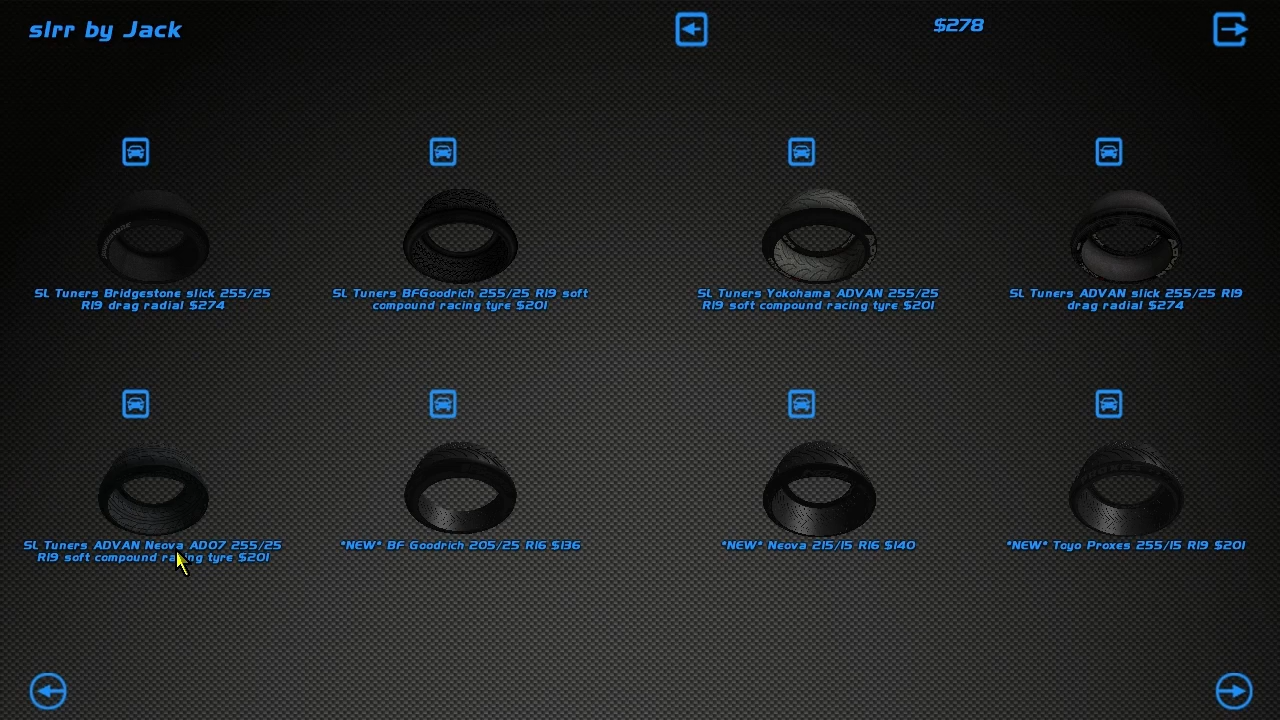 slrr by Jack
$278
SL Tuners Bridgestone slick 255/25
R19 drag radial $274
SL Tuners BFGoodrich 255/25 R19 soft
compound racing tyre $201
SL Tuners Yokohama ADVAN 255/25
R19 soft compound racing tyre $201
SL Tuners ADVAN slick 255/25 R19
drag radial $274
SL Tuners ADVAN Neova AD07 255/25
R19 soft compound racing tyre $201
*NEW* BF Goodrich 205/25 R16 $136
*NEW* Neova 215/15 R16 $140
*NEW* Toyo Proxes 255/15 R19 $201